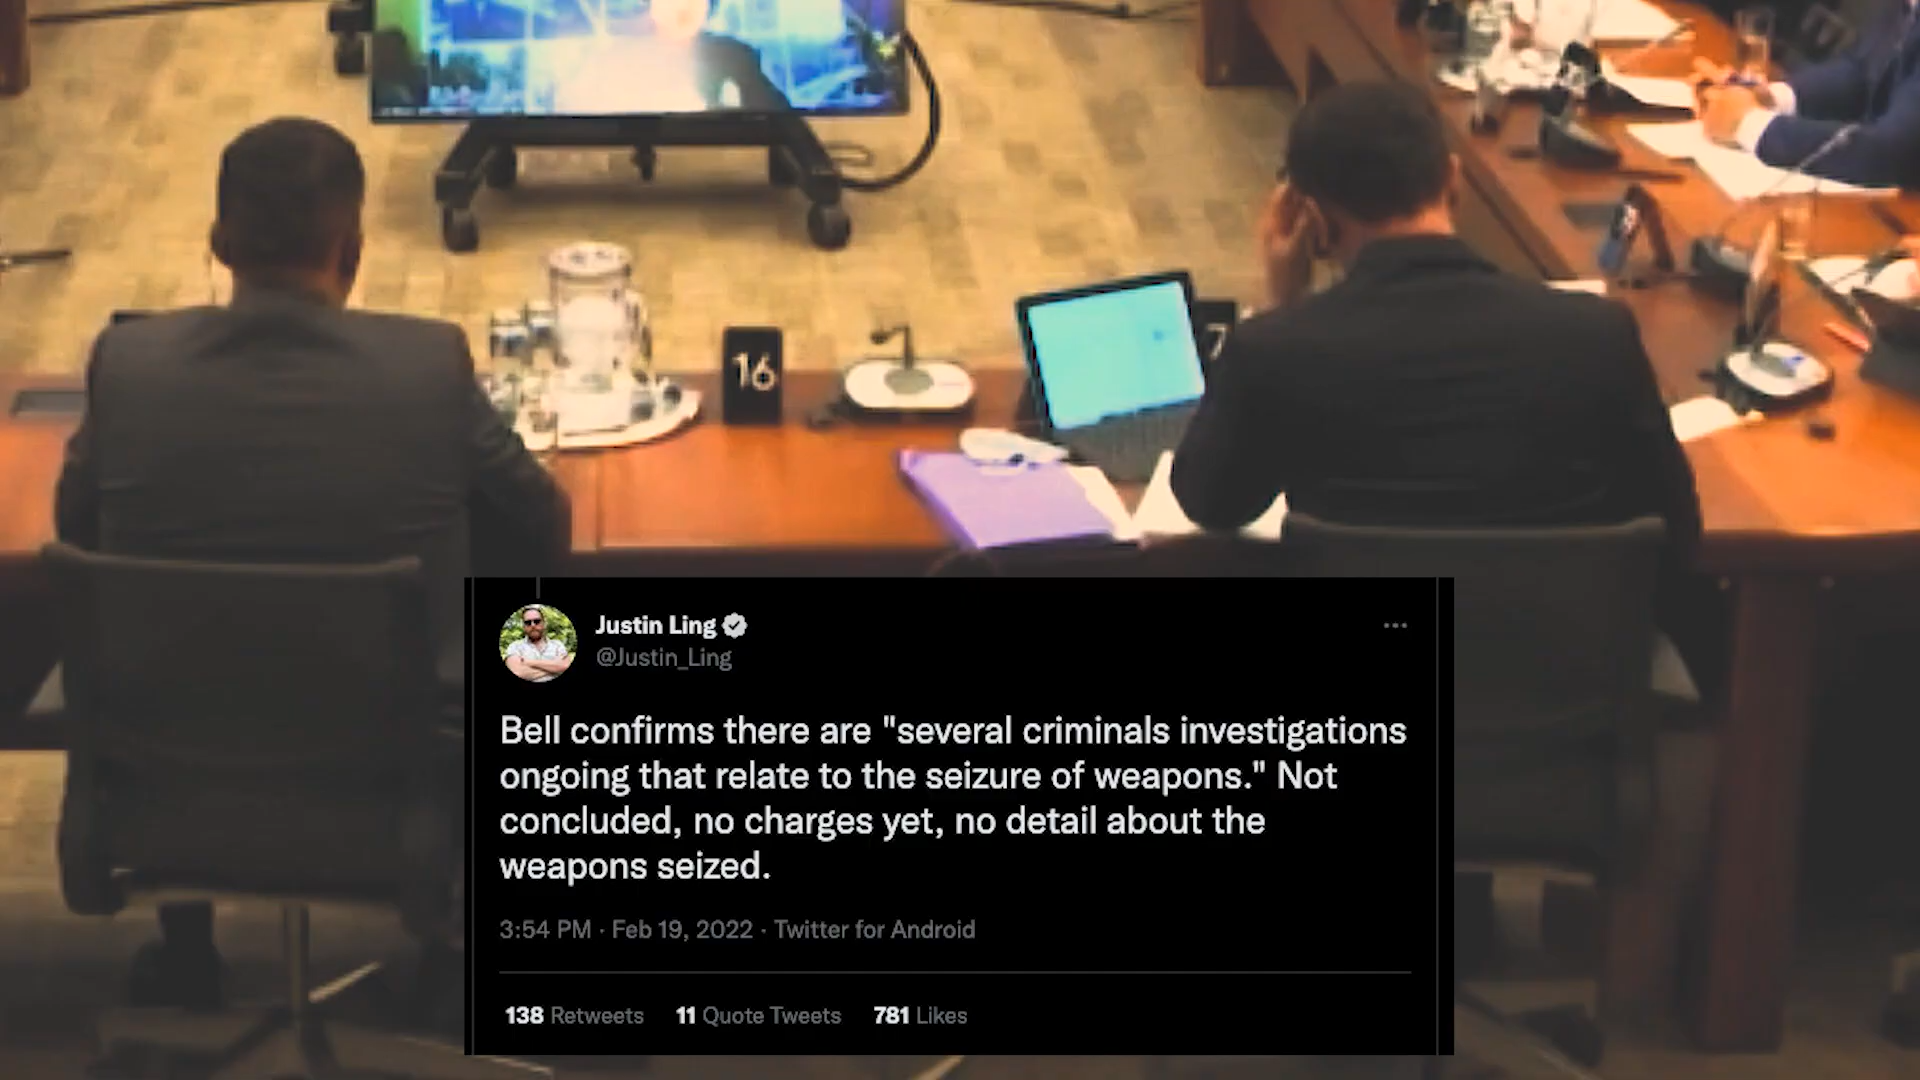 16
7
Justin Ling
@Justin_Ling
Bell confirms there are "several criminals investigations
ongoing that relate to the seizure of weapons." Not
concluded, no charges yet, no detail about the
weapons seized.
3:54 PM · Feb 19, 2022 · Twitter for Android
138 Retweets 11 Quote Tweets 781 Likes